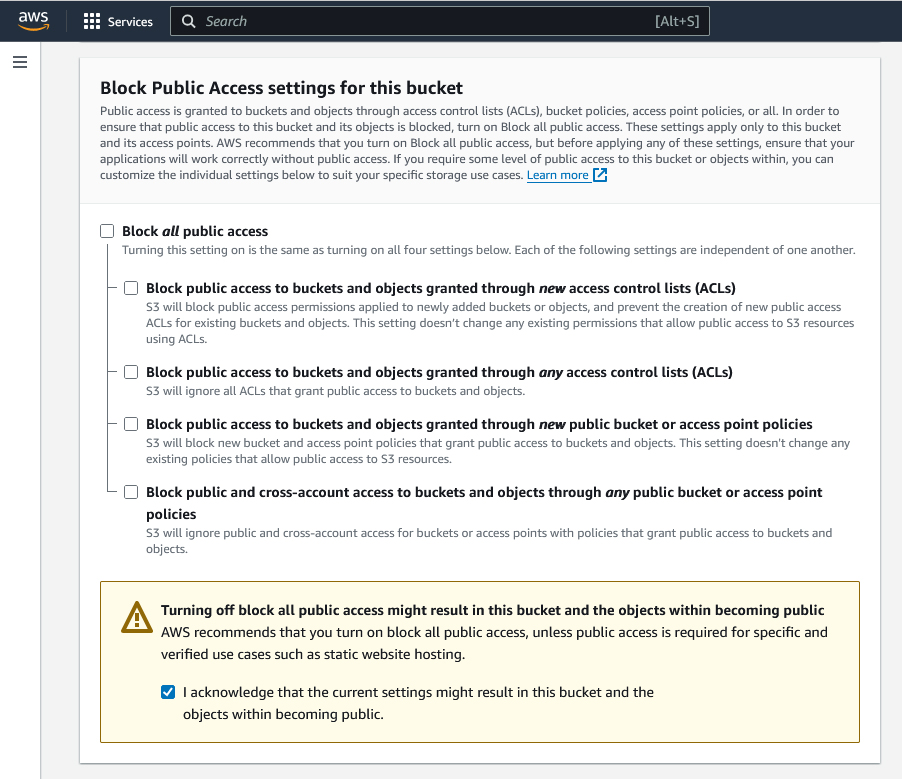 aws
Services
Search
[Alt+S]
Block Public Access settings for this bucket
Public access is granted to buckets and objects through access control lists (ACLs), bucket policies, access point policies, or all. In order to
ensure that public access to this bucket and its objects is blocked, turn on Block all public access. These settings apply only to this bucket
and its access points. AWS recommends that you turn on Block all public access, but before applying any of these settings, ensure that your
applications will work correctly without public access. If you require some level of public access to this bucket or objects within, you can
customize the individual settings below to suit your specific storage use cases. Learn more
Block all public access
Turning this setting on is the same as turning on all four settings below. Each of the following settings are independent of one another.
Block public access to buckets and objects granted through new access control lists (ACLs)
S3 will block public access permissions applied to newly added buckets or objects, and prevent the creation of new public access
ACLs for existing buckets and objects. This setting doesn't change any existing permissions that allow public access to S3 resources
using ACLs.
Block public access to buckets and objects granted through any access control lists (ACLs)
S3 will ignore all ACLs that grant public access to buckets and objects.
Block public access to buckets and objects granted through new public bucket or access point policies
S3 will block new bucket and access point policies that grant public access to buckets and objects. This setting doesn't change any
existing policies that allow public access to S3 resources.
Block public and cross-account access to buckets and objects through any public bucket or access point
policies
S3 will ignore public and cross-account access for buckets or access points with policies that grant public access to buckets and
objects.
Turning off block all public access might result in this bucket and the objects within becoming public
AWS recommends that you turn on block all public access, unless public access is required for specific and
verified use cases such as static website hosting.
I acknowledge that the current settings might result in this bucket and the
objects within becoming public.